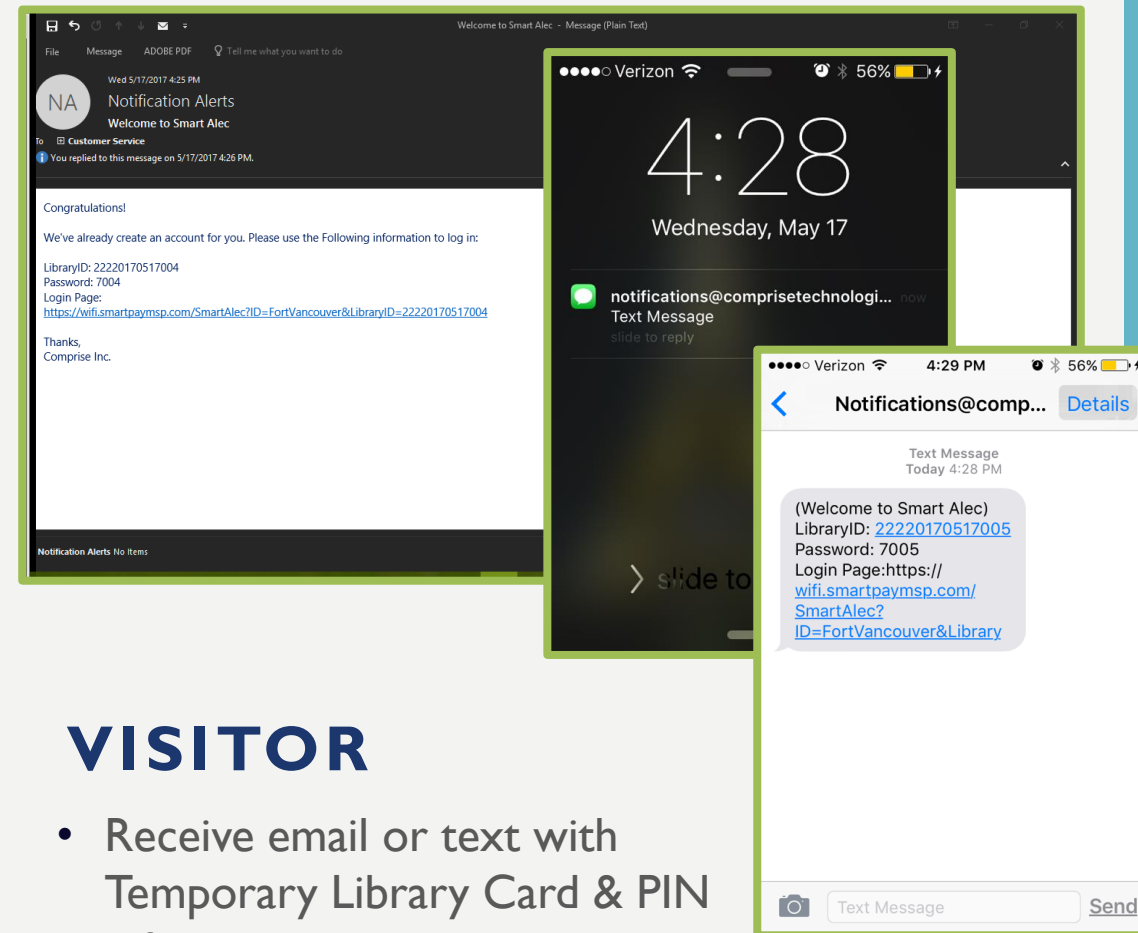 Welcome to Smart Alec - Message (Plain Text)
File Message ADOBE PDF Tell me what you want to do
Wed 5/17/2017 4:25 PM
NA
Notification Alerts
Welcome to Smart Alec
To Customer Service
You replied to this message on 5/17/2017 4:26 PM.
Congratulations!
We've already create an account for you. Please use the Following information to log in:
LibraryID: 22220170517004
Password: 7004
Login Page:
https://wifi.smartpaymsp.com/SmartAlec?ID=FortVancouver&LibraryID=22220170517004
Thanks,
Comprise Inc.
Notification Alerts No Items
Verizon 56%
4:28
Wednesday, May 17
notifications@comprisetechnologi... now
Text Message
slide to reply
slide to
Verizon 4:29 PM 56%
Notifications@comp... Details
Text Message
Today 4:28 PM
(Welcome to Smart Alec)
LibraryID: 22220170517005
Password: 7005
Login Page:https://
wifi.smartpaymsp.com/
SmartAlec?
ID=FortVancouver&Library
Text Message Send
VISITOR
• Receive email or text with
Temporary Library Card & PIN